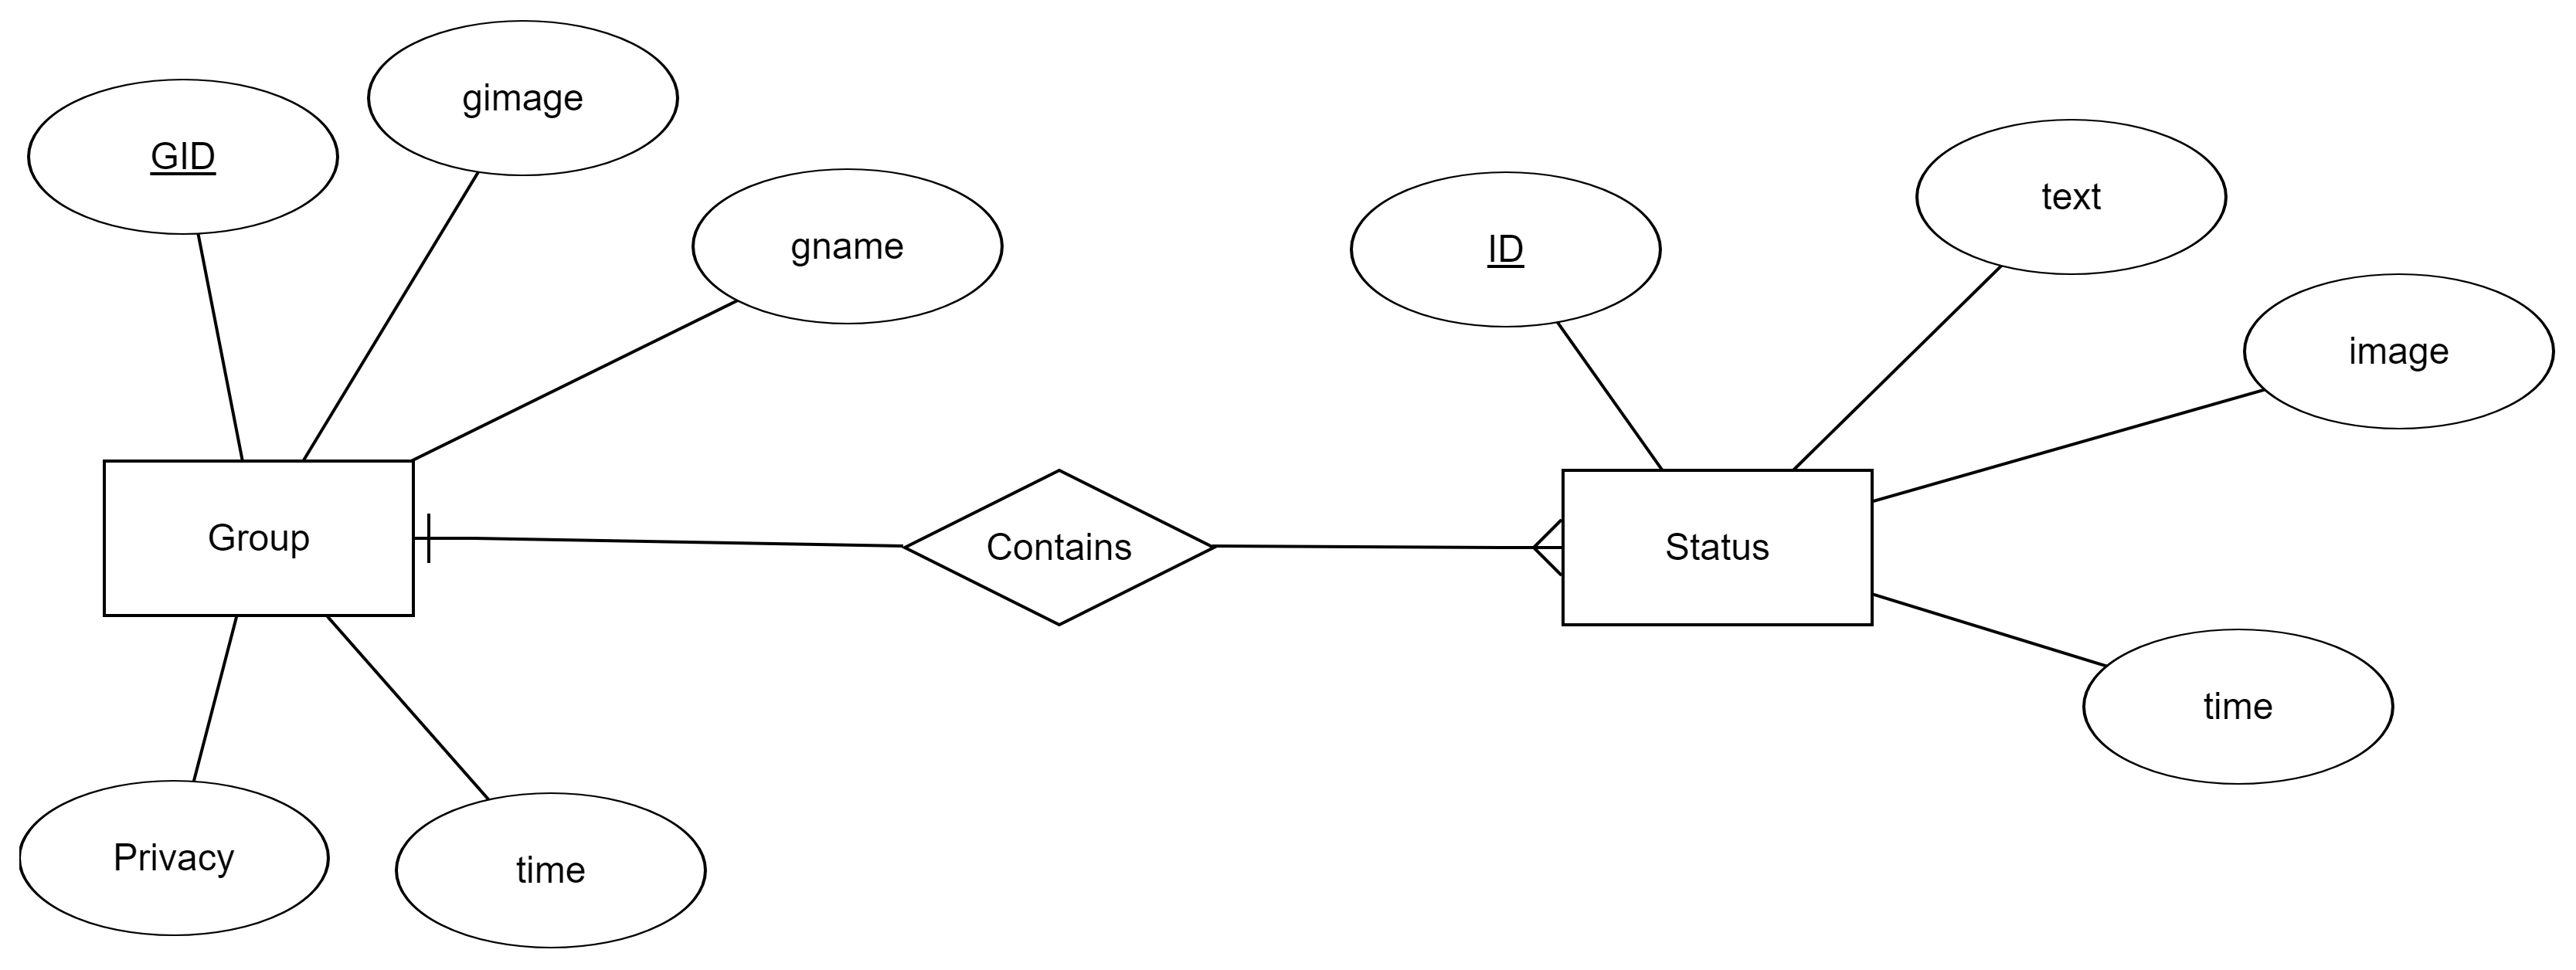 gimage
GID
gname
ID
text
image
Group
Contains
Status
time
Privacy
time